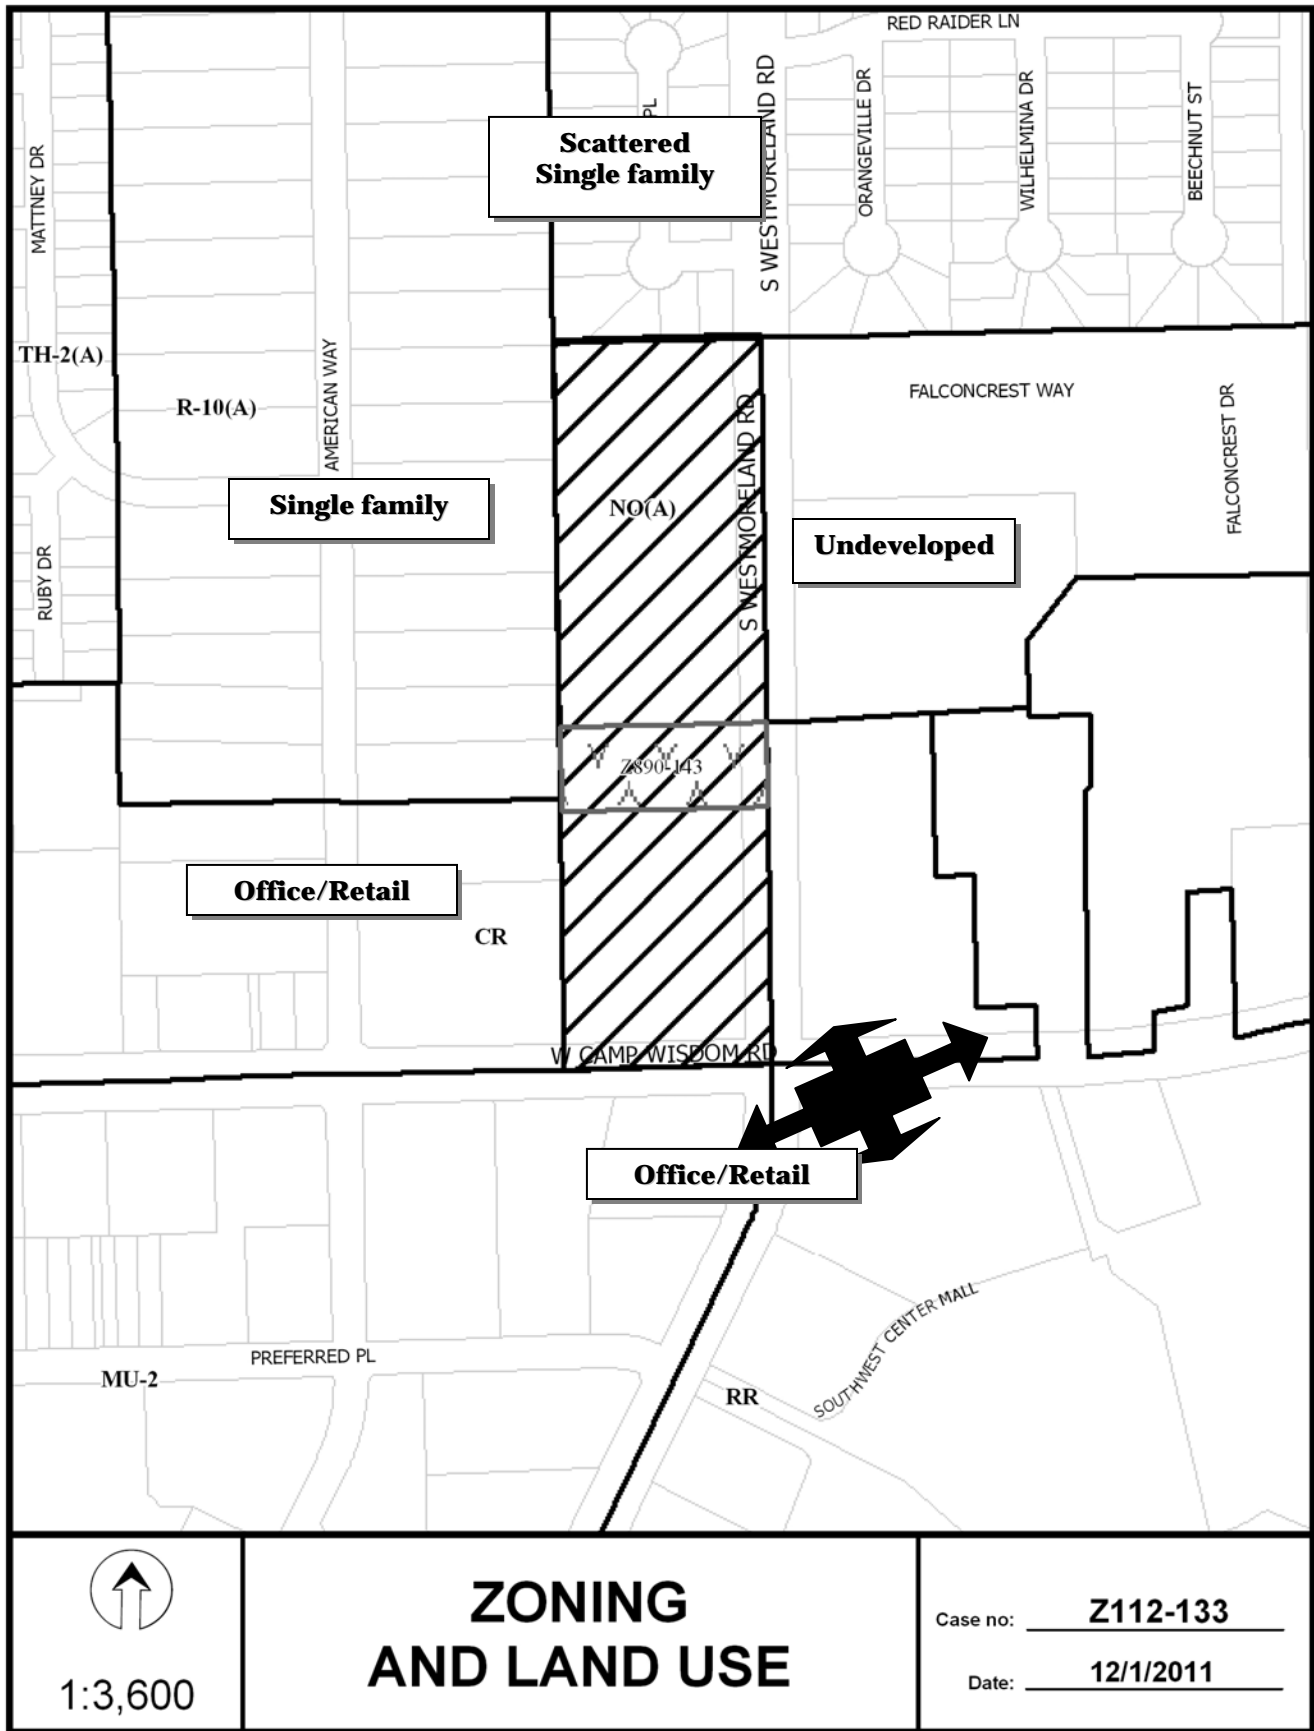 RED RAIDER LN
PL
S WESTMORELAND RD
ORANGEVILLE DR
WILHELMINA DR
BEECHNUT ST
MATTNEY DR
Scattered
Single family
TH-2(A)
R-10(A)
AMERICAN WAY
FALCONCREST WAY
FALCONCREST DR
S WESTMORELAND RD
NO(A)
Single family
Undeveloped
RUBY DR
Z890-143
Office/Retail
CR
W CAMP WISDOM RD
Office/Retail
SOUTHWEST CENTER MALL
PREFERRED PL
MU-2
RR
1:3,600
ZONING
AND LAND USE
Case no: Z112-133
Date: 12/1/2011